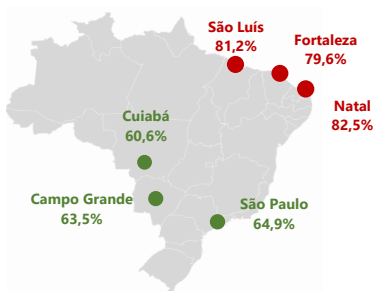 São Luís
81,2%
Fortaleza
79,6%
Natal
82,5%
Cuiabá
60,6%
Campo Grande
63,5%
São Paulo
64,9%